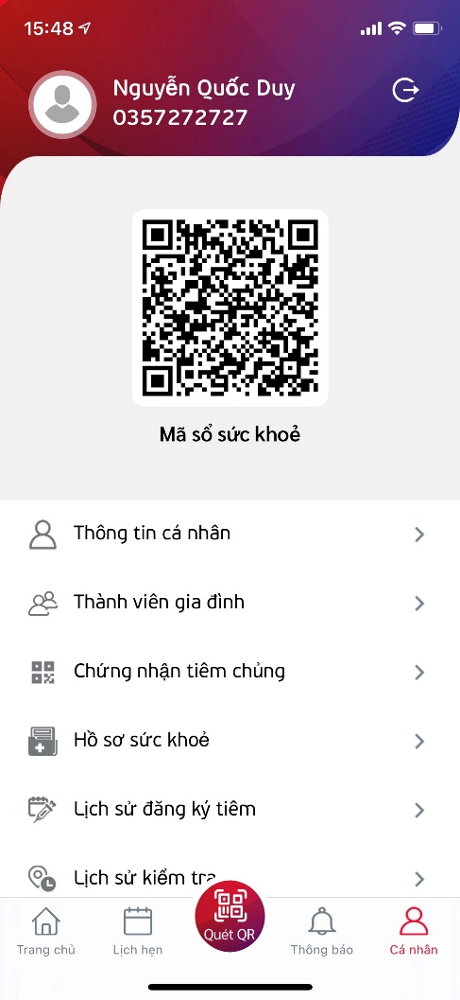 15:48
Nguyễn Quốc Duy
0357272727
Mã sổ sức khoẻ
Thông tin cá nhân
Thành viên gia đình
Chứng nhận tiêm chủng
Hồ sơ sức khoẻ
Lịch sử đăng ký tiêm
Lịch sử kiểm tra
Trang chủ
Lịch hẹn
Quét QR
Thông báo
Cá nhân